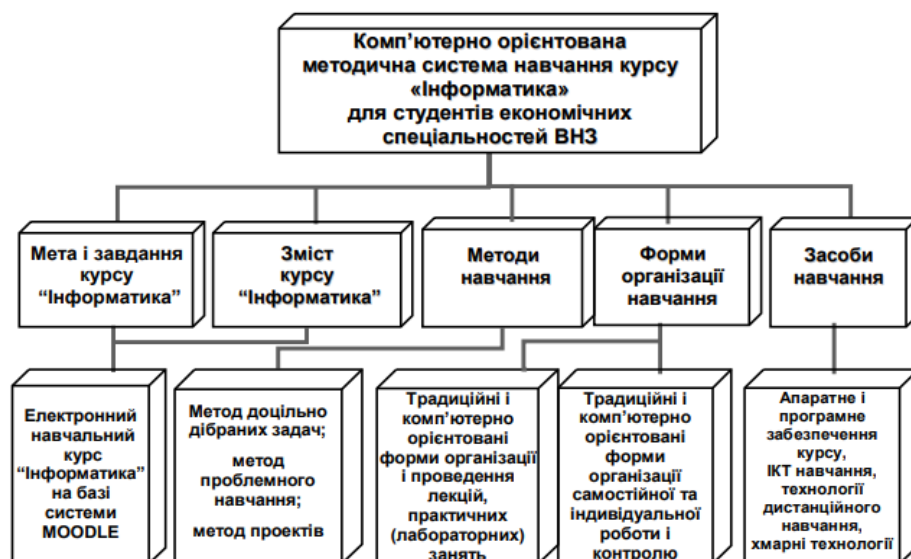 Комп’ютерно орієнтована
методична система навчання курсу
«Інформатика»
для студентів економічних
спеціальностей ВНЗ
Мета і завдання
курсу
“Інформатика”
Зміст
курсу
“Інформатика”
Методи
навчання
Форми
організації
навчання
Засоби
навчання
Електронний
навчальний
курс
“Інформатика”
на базі
системи
MOODLE
Метод доцільно
дібраних задач;
метод
проблемного
навчання;
метод проектів
Традиційні і
комп’ютерно
орієнтовані
форми організації
і проведення
лекцій,
практичних
(лабораторних)
занять
Традиційні і
комп’ютерно
орієнтовані
форми
організації
самостійної та
індивідуальної
роботи і
контролю
Апаратне і
програмне
забезпечення
курсу,
ІКТ навчання,
технології
дистанційного
навчання,
хмарні технології